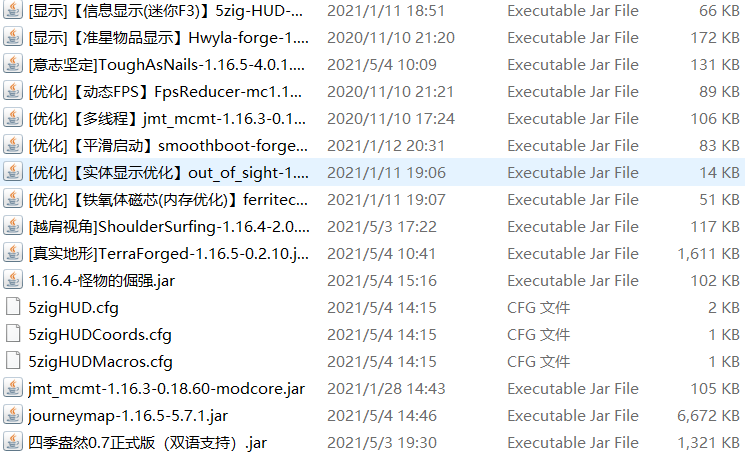 [显示]【信息显示(迷你F3)】5zig-HUD-... 2021/1/11 18:51 Executable Jar File 66 KB
[显示]【准星物品显示】Hwyla-forge-1.... 2020/11/10 21:20 Executable Jar File 172 KB
[意志坚定]ToughAsNails-1.16.5-4.0.1.... 2021/5/4 10:09 Executable Jar File 131 KB
[优化]【动态FPS】FpsReducer-mc1.1... 2020/11/10 21:21 Executable Jar File 89 KB
[优化]【多线程】jmt_mcmt-1.16.3-0.1... 2020/11/10 17:24 Executable Jar File 106 KB
[优化]【平滑启动】smoothboot-forge... 2021/1/12 20:31 Executable Jar File 83 KB
[优化]【实体显示优化】out_of_sight-1.... 2021/1/11 19:06 Executable Jar File 14 KB
[优化]【铁氧体磁芯(内存优化)】ferritec... 2021/1/11 19:07 Executable Jar File 51 KB
[越肩视角]ShoulderSurfing-1.16.4-2.0.... 2021/5/3 17:22 Executable Jar File 117 KB
[真实地形]TerraForged-1.16.5-0.2.10.j... 2021/5/4 10:41 Executable Jar File 1,611 KB
1.16.4-怪物的倔强.jar 2021/5/4 15:16 Executable Jar File 102 KB
5zigHUD.cfg 2021/5/4 14:15 CFG 文件 2 KB
5zigHUDCoords.cfg 2021/5/4 14:15 CFG 文件 1 KB
5zigHUDMacros.cfg 2021/5/4 14:15 CFG 文件 1 KB
jmt_mcmt-1.16.3-0.18.60-modcore.jar 2021/1/28 14:43 Executable Jar File 105 KB
journeymap-1.16.5-5.7.1.jar 2021/5/4 14:46 Executable Jar File 6,672 KB
四季盎然0.7正式版（双语支持）.jar 2021/5/3 19:30 Executable Jar File 1,321 KB